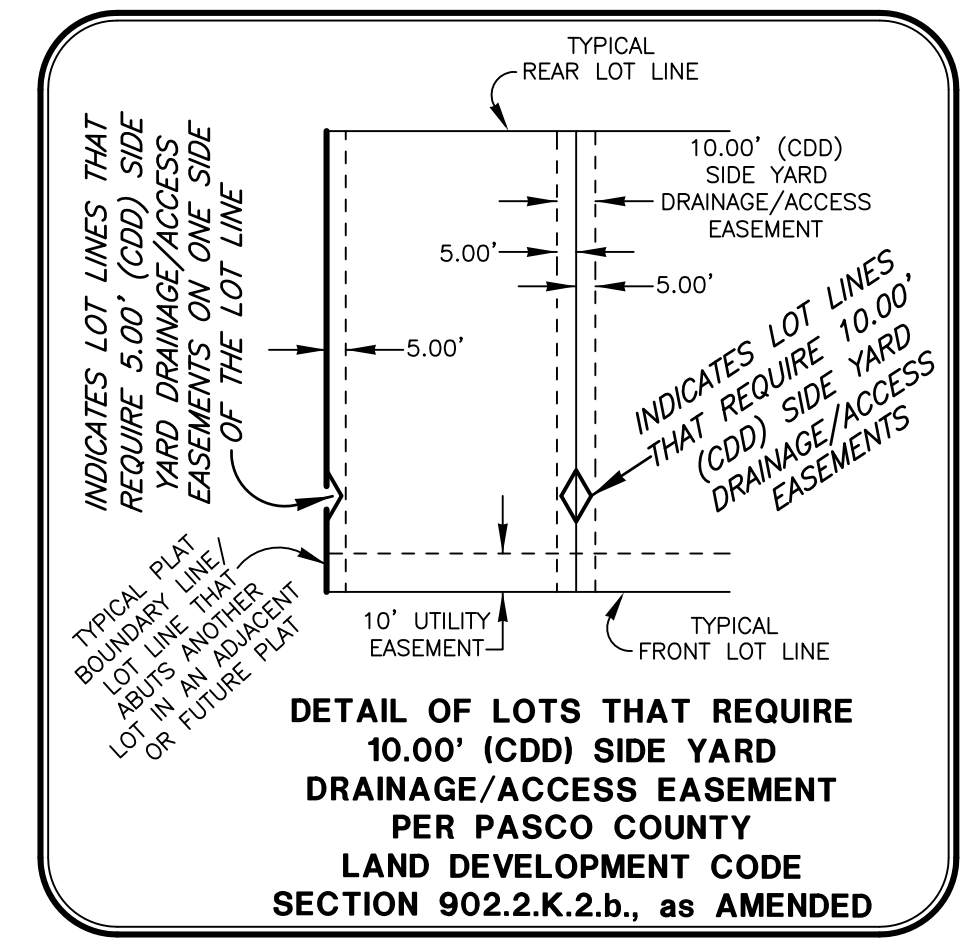 TYPICAL
REAR LOT LINE
INDICATES LOT LINES THAT
REQUIRE 5.00' (CDD) SIDE
YARD DRAINAGE/ACCESS
EASEMENTS ON ONE SIDE
OF THE LOT LINE
10.00' (CDD)
SIDE YARD
DRAINAGE/ACCESS
EASEMENT
5.00'
5.00'
5.00'
INDICATES LOT LINES
THAT REQUIRE 10.00'
(CDD) SIDE YARD
DRAINAGE/ACCESS
EASEMENTS
TYPICAL PLAT
BOUNDARY LINE/
LOT LINE THAT
ABUTS ANOTHER
LOT IN AN ADJACENT
OR FUTURE PLAT
10' UTILITY
EASEMENT
TYPICAL
FRONT LOT LINE
DETAIL OF LOTS THAT REQUIRE
10.00' (CDD) SIDE YARD
DRAINAGE/ACCESS EASEMENT
PER PASCO COUNTY
LAND DEVELOPMENT CODE
SECTION 902.2.K.2.b., as AMENDED